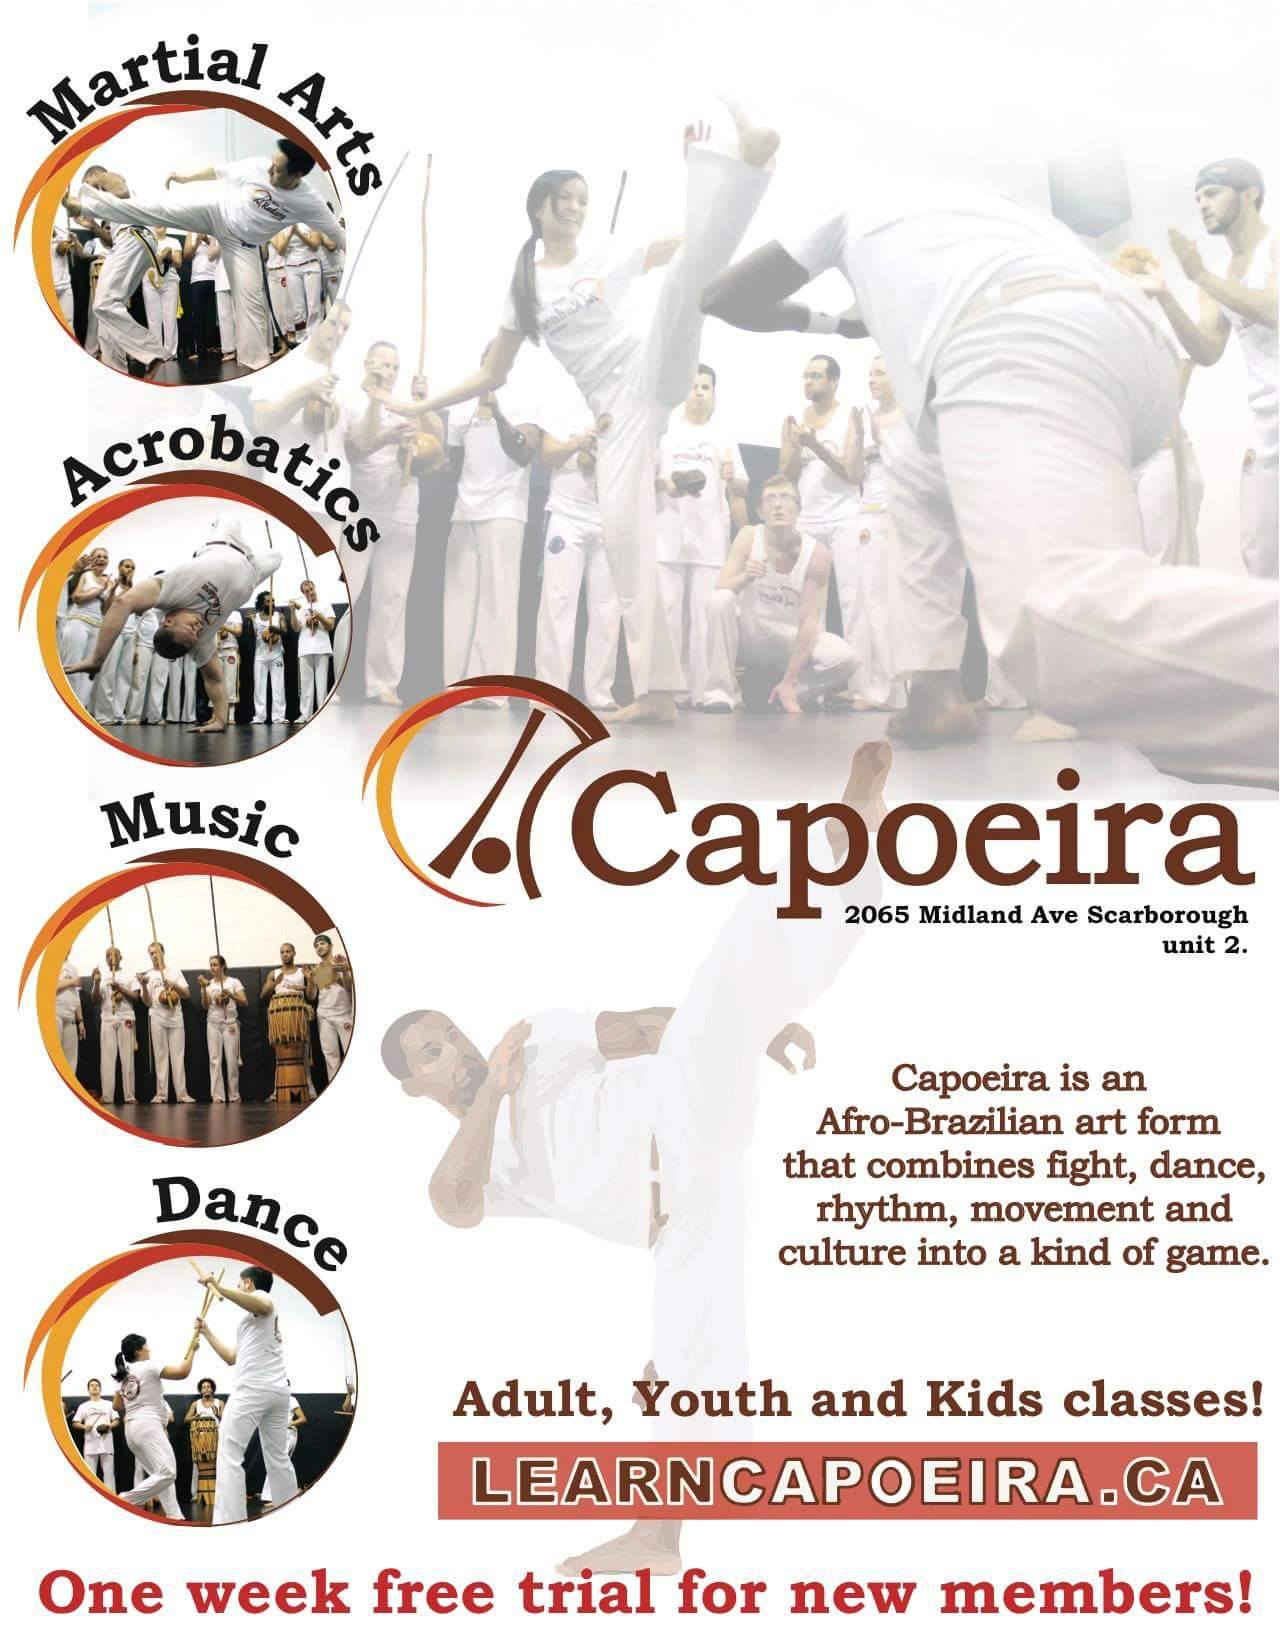 Martial Arts
Acrobatics
Music
Dance
Capoeira
2065 Midland Ave Scarborough
unit 2.
Capoeira is an
Afro-Brazilian art form
that combines fight, dance,
rhythm, movement and
culture into a kind of game.
Adult, Youth and Kids classes!
LEARNCAPOEIRA.CA
One week free trial for new members!